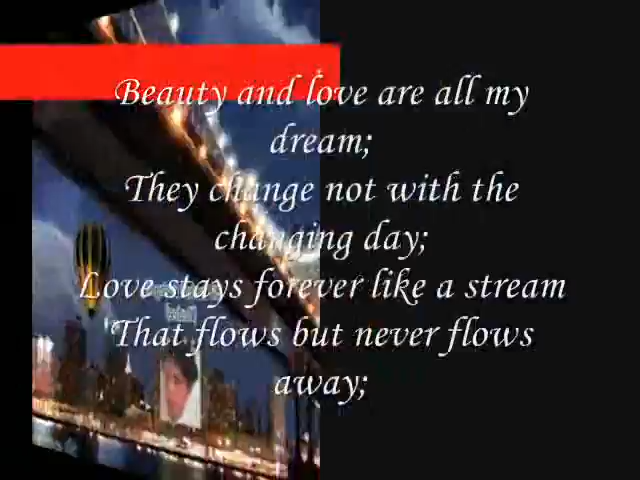 Beauty and love are all my
dream;
They change not with the
changing day;
Love stays forever like a stream
That flows but never flows
away;